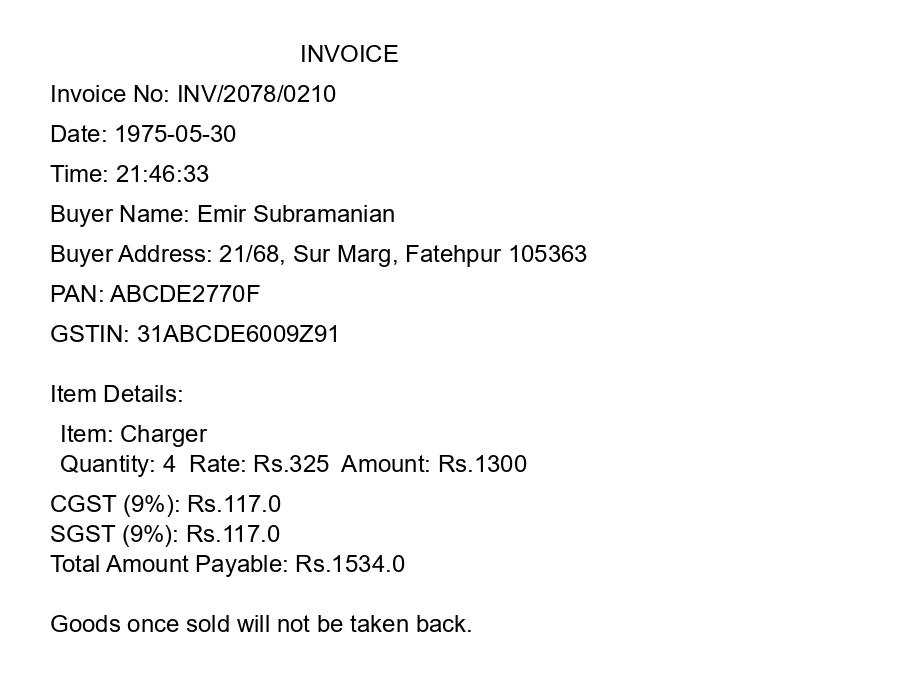 INVOICE
Invoice No: INV/2078/0210
Date: 1975-05-30
Time: 21:46:33
Buyer Name: Emir Subramanian
Buyer Address: 21/68, Sur Marg, Fatehpur 105363
PAN: ABCDE2770F
GSTIN: 31ABCDE6009Z91
Item Details:
Item: Charger
Quantity: 4  Rate: Rs.325  Amount: Rs.1300
CGST (9%): Rs.117.0
SGST (9%): Rs.117.0
Total Amount Payable: Rs.1534.0
Goods once sold will not be taken back.